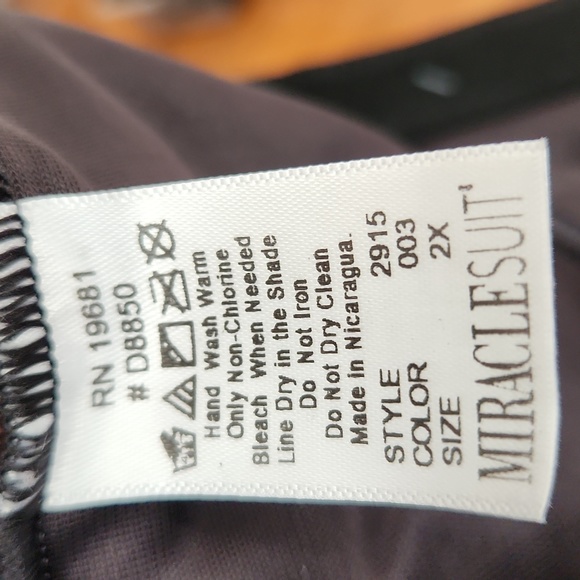 RN 19681
# D8850
Hand Wash Warm
Only Non-Chlorine
Bleach When Needed
Line Dry in the Shade
Do Not Iron
Do Not Dry Clean
Made in Nicaragua.
STYLE 2915
COLOR 003
SIZE 2X
MIRACLESUIT